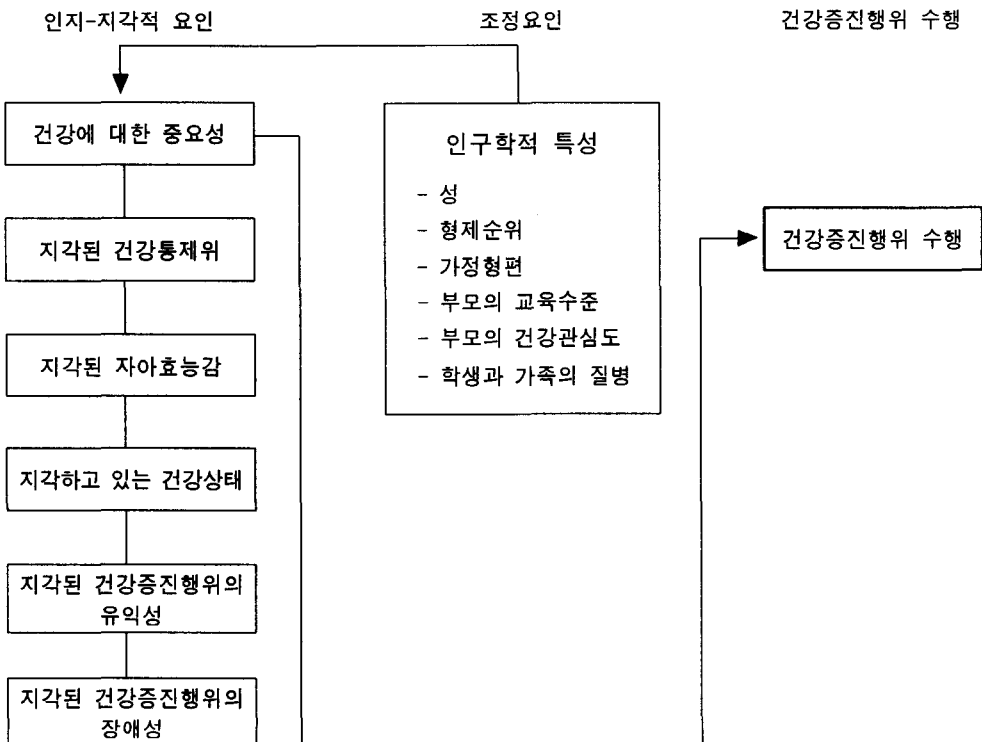 인지-지각적 요인
조정요인
건강증진행위 수행
건강에 대한 중요성
지각된 건강통제위
지각된 자아효능감
지각하고 있는 건강상태
지각된 건강증진행위의
유익성
지각된 건강증진행위의
장애성
인구학적 특성
- 성
- 형제순위
- 가정형편
- 부모의 교육수준
- 부모의 건강관심도
- 학생과 가족의 질병
건강증진행위 수행